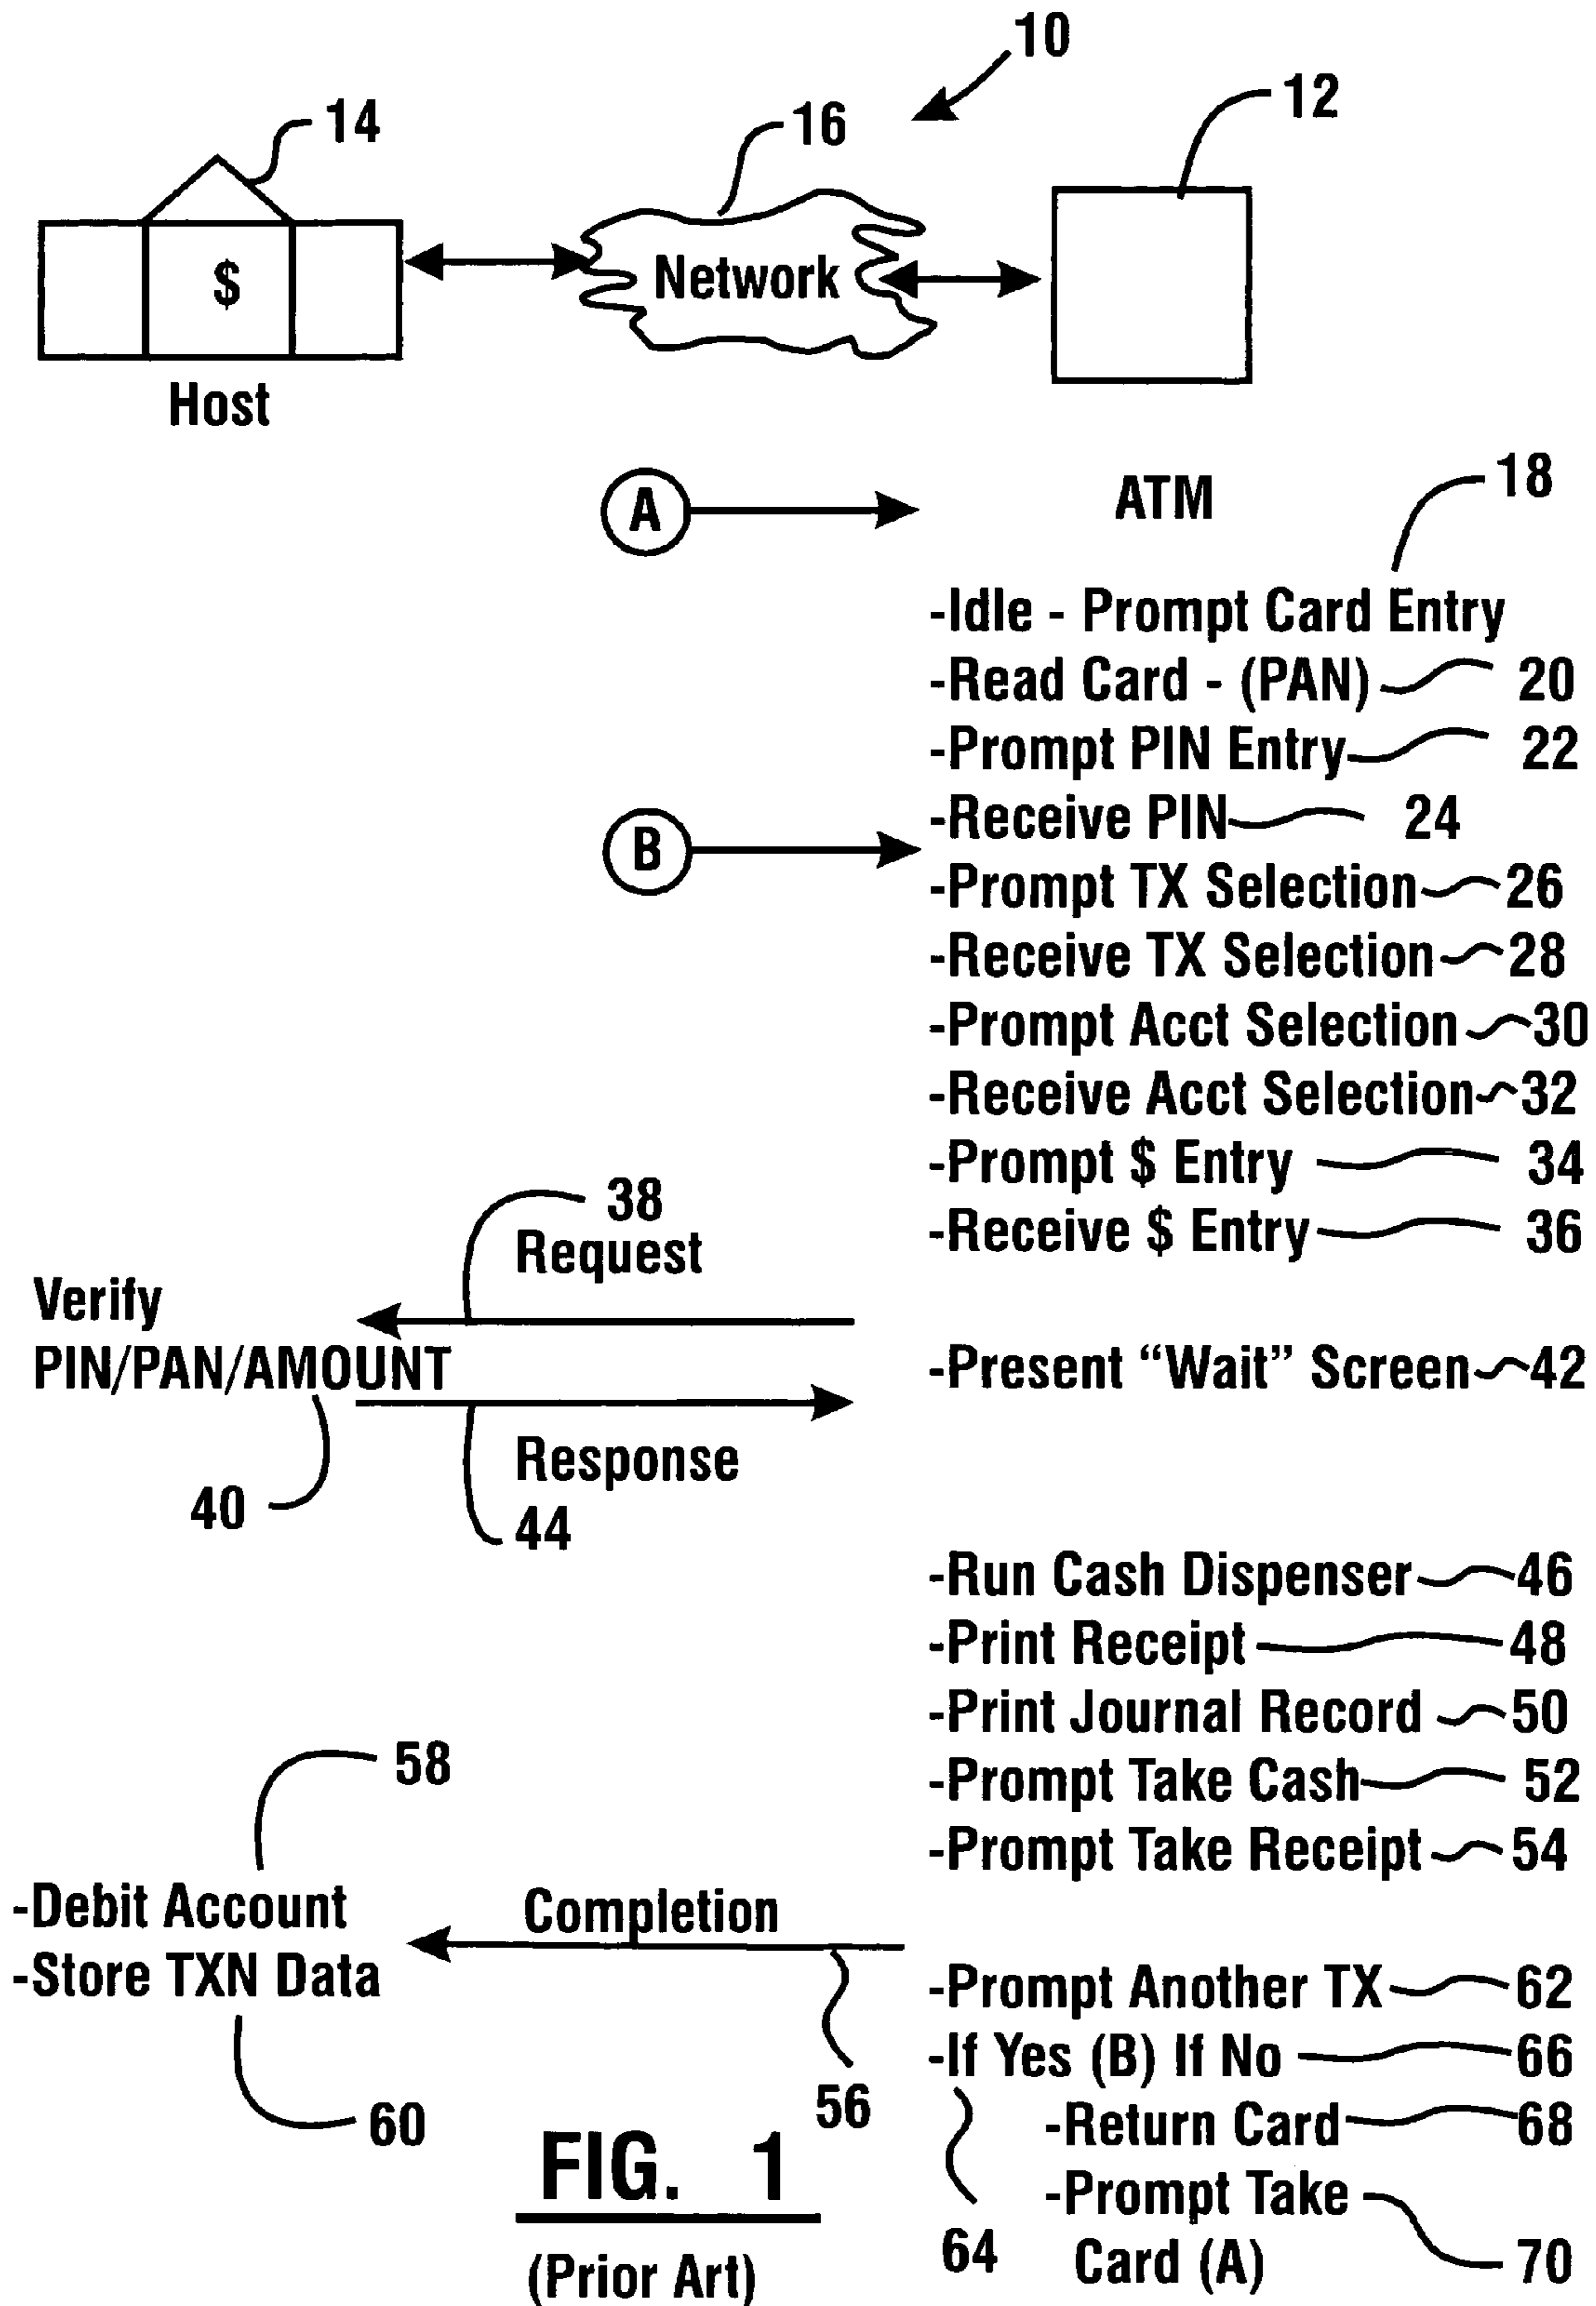 10
12
14
16
$
Network
Host
A
ATM
18
-Idle - Prompt Card Entry
-Read Card - (PAN) 20
-Prompt PIN Entry 22
-Receive PIN 24
B
-Prompt TX Selection 26
-Receive TX Selection 28
-Prompt Acct Selection 30
-Receive Acct Selection 32
-Prompt $ Entry 34
-Receive $ Entry 36
38
Request
Verify
PIN/PAN/AMOUNT
-Present “Wait” Screen 42
Response
40
44
-Run Cash Dispenser 46
-Print Receipt 48
-Print Journal Record 50
-Prompt Take Cash 52
-Prompt Take Receipt 54
58
-Debit Account
Completion
-Store TXN Data
-Prompt Another TX 62
-If Yes (B) If No 66
56
60
-Return Card 68
-Prompt Take
Card (A) 70
64
FIG. 1
(Prior Art)